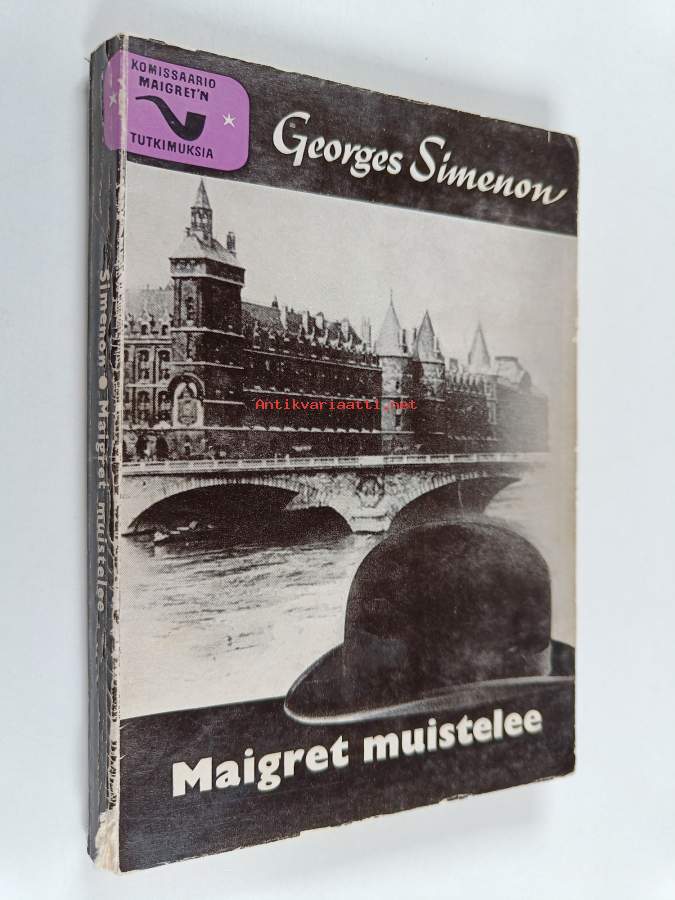 KOMISSAARIO
MAIGRET'N
TUTKIMUKSIA
Georges Simenon
Antikvariaatti.net
Maigret muistelee
Simenon • Maigret muistelee